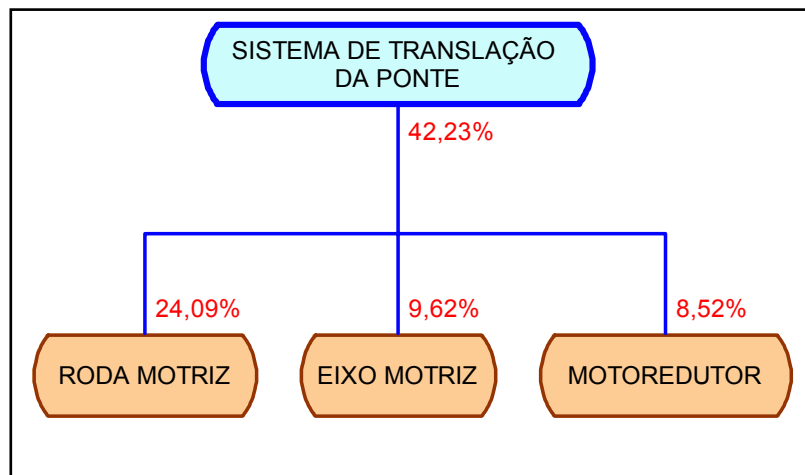 SISTEMA DE TRANSLAÇÃO
DA PONTE
42,23%
24,09%
9,62%
8,52%
RODA MOTRIZ
EIXO MOTRIZ
MOTOREDUTOR